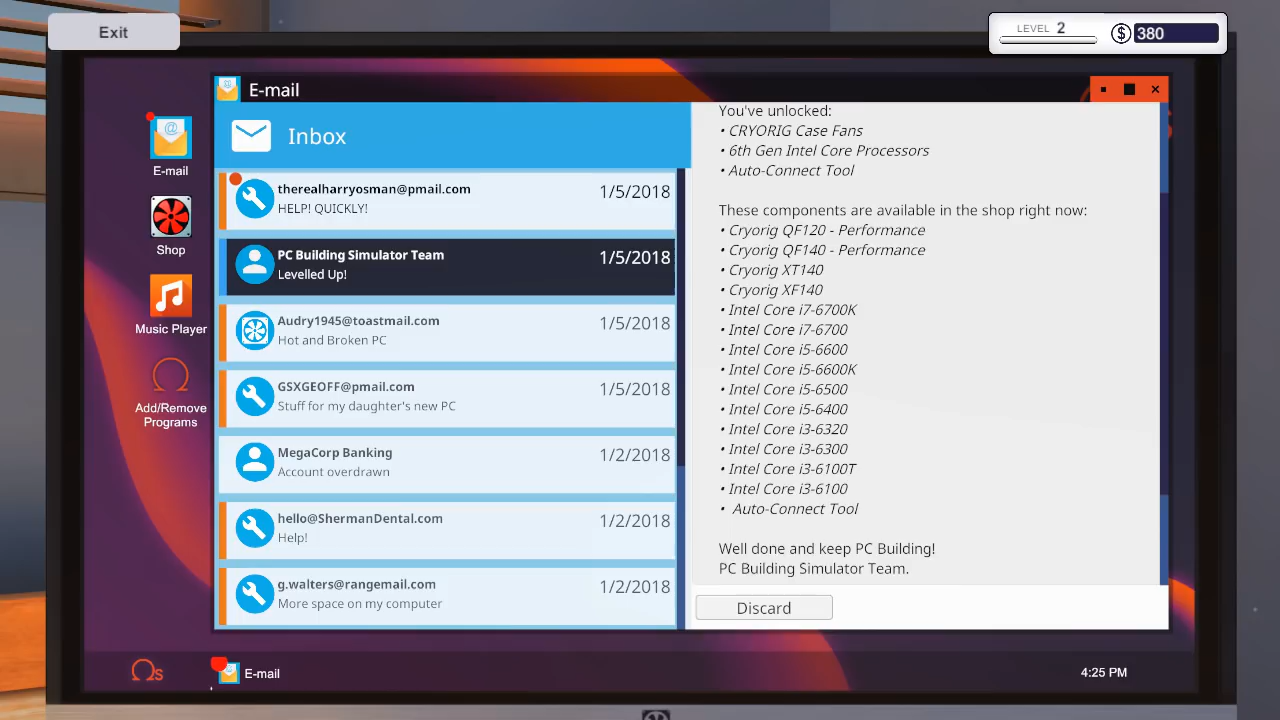 Exit
LEVEL 2
$ 380
E-mail
E-mail
Shop
Music Player
Add/Remove
Programs
Inbox
therealharryosman@pmail.com 1/5/2018
HELP! QUICKLY!
PC Building Simulator Team 1/5/2018
Levelled Up!
Audry1945@toastmail.com 1/5/2018
Hot and Broken PC
GSXGEOFF@pmail.com 1/5/2018
Stuff for my daughter's new PC
MegaCorp Banking 1/2/2018
Account overdrawn
hello@ShermanDental.com 1/2/2018
Help!
g.walters@rangemail.com 1/2/2018
More space on my computer
You've unlocked:
• CRYORIG Case Fans
• 6th Gen Intel Core Processors
• Auto-Connect Tool
These components are available in the shop right now:
• Cryorig QF120 - Performance
• Cryorig QF140 - Performance
• Cryorig XT140
• Cryorig XF140
• Intel Core i7-6700K
• Intel Core i7-6700
• Intel Core i5-6600
• Intel Core i5-6600K
• Intel Core i5-6500
• Intel Core i5-6400
• Intel Core i3-6320
• Intel Core i3-6300
• Intel Core i3-6100T
• Intel Core i3-6100
• Auto-Connect Tool
Well done and keep PC Building!
PC Building Simulator Team.
Discard
Ωs
E-mail
4:25 PM